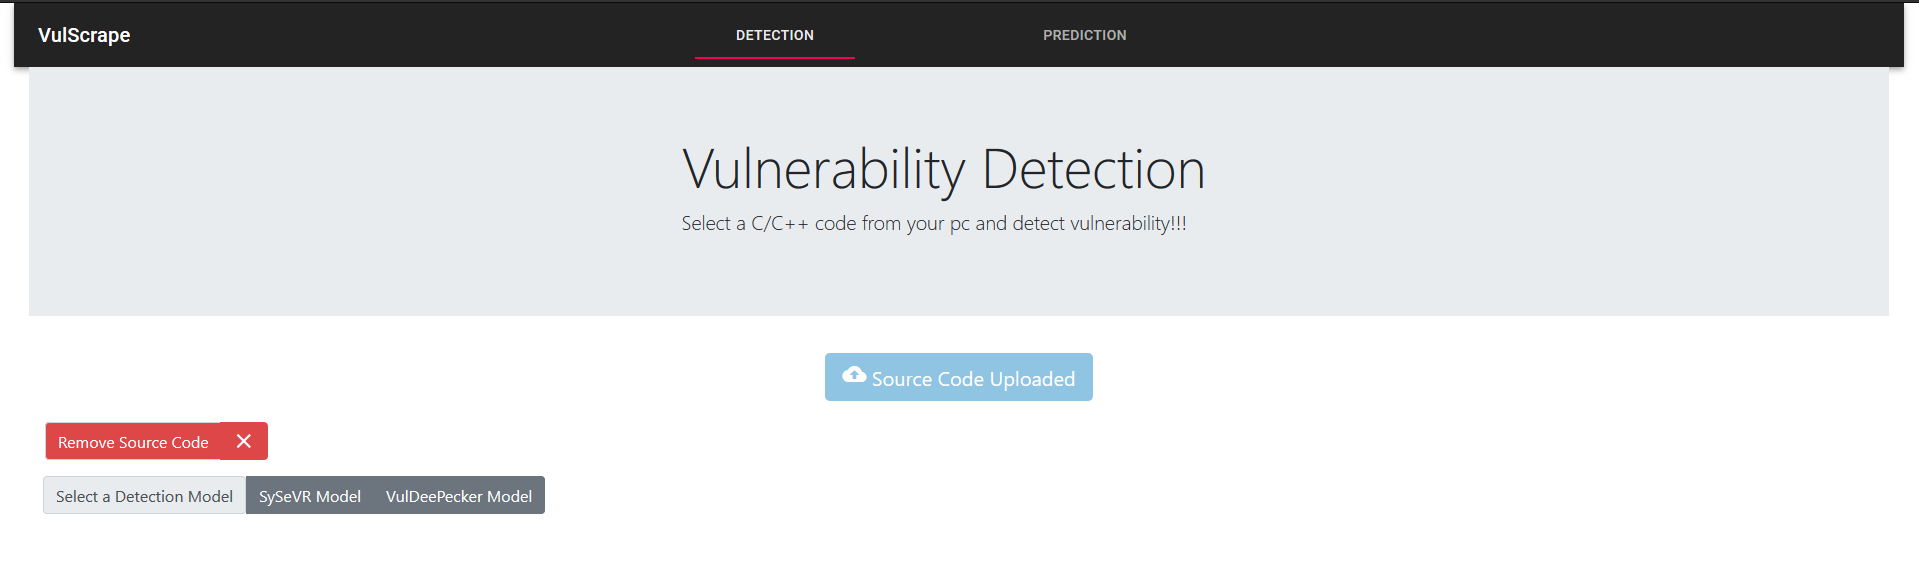 VulScrape DETECTION PREDICTION
Vulnerability Detection
Select a C/C++ code from your pc and detect vulnerability!!!
Source Code Uploaded
Remove Source Code
Select a Detection Model SySeVR Model VulDeePecker Model